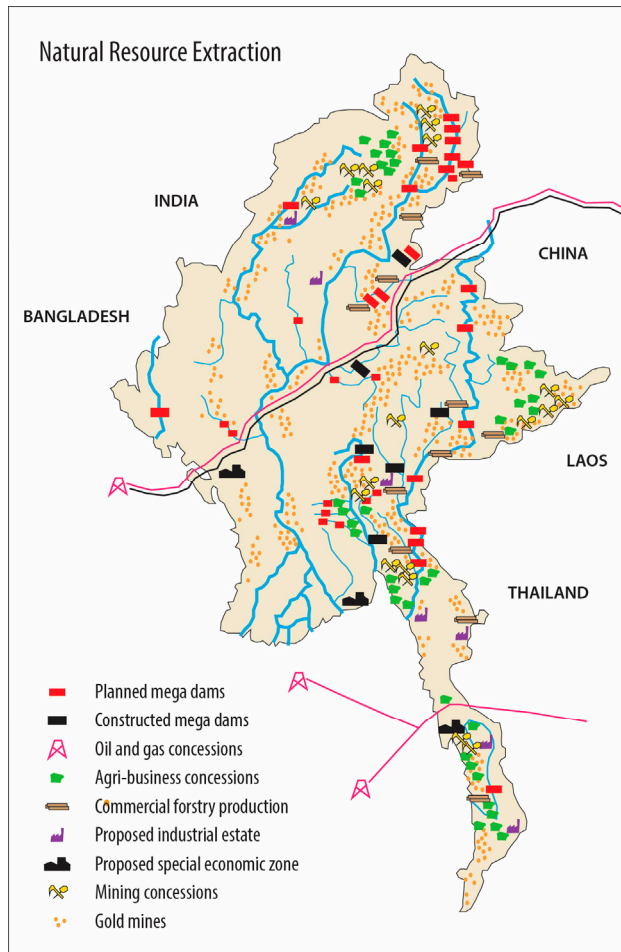 Natural Resource Extraction
INDIA
CHINA
BANGLADESH
LAOS
THAILAND
Planned mega dams
Constructed mega dams
Oil and gas concessions
Agri-business concessions
Commercial forstry production
Proposed industrial estate
Proposed special economic zone
Mining concessions
Gold mines